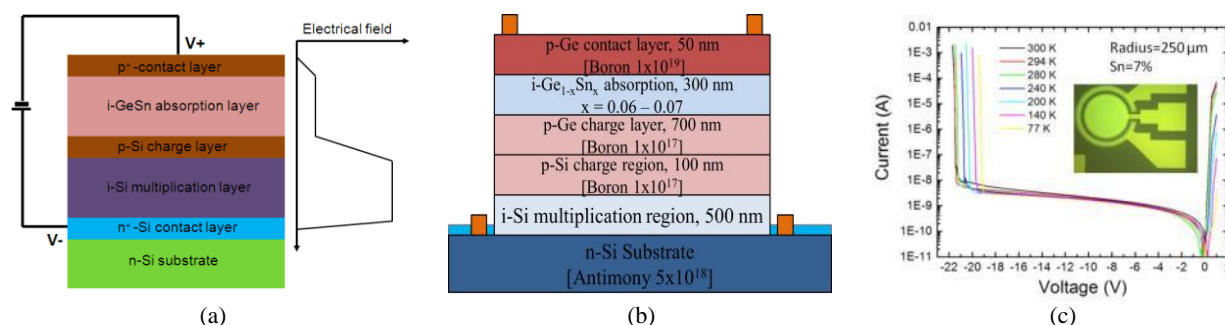 Electrical field
V+
p⁺-contact layer
i-GeSn absorption layer
p-Si charge layer
i-Si multiplication layer
n⁺-Si contact layer
V-
n-Si substrate
(a)
p-Ge contact layer, 50 nm
[Boron 1x10¹⁹]
i-Ge₁₋ₓSnₓ absorption, 300 nm
x = 0.06 – 0.07
p-Ge charge layer, 700 nm
[Boron 1x10¹⁷]
p-Si charge region, 100 nm
[Boron 1x10¹⁷]
i-Si multiplication region, 500 nm
n-Si Substrate
[Antimony 5x10¹⁸]
(b)
(c)
0.01
1E-3
1E-4
1E-5
1E-6
1E-7
1E-8
1E-9
1E-10
1E-11
Current (A)
300 K
294 K
280 K
240 K
200 K
140 K
77 K
Radius=250 μm
Sn=7%
-22 -20 -18 -16 -14 -12 -10 -8 -6 -4 -2 0
Voltage (V)